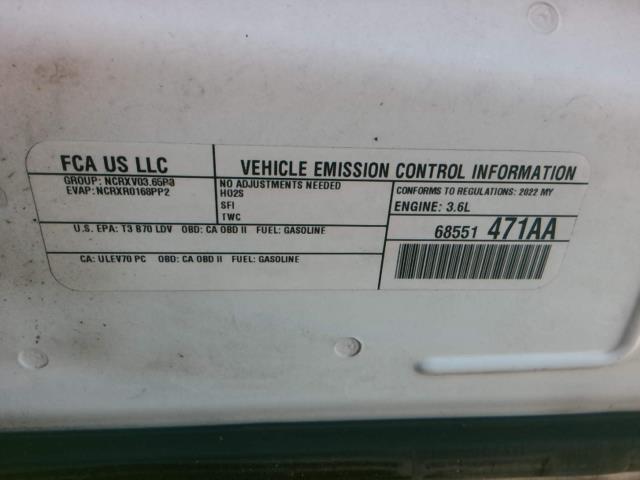 FCA US LLC
VEHICLE EMISSION CONTROL INFORMATION
GROUP: NCRXV03.65P3
EVAP: NCRXR0168PP2
NO ADJUSTMENTS NEEDED
HO2S
SFI
TWC
CONFORMS TO REGULATIONS: 2022 MY
ENGINE: 3.6L
U.S. EPA: T3 B70 LDV OBD: CA OBD II FUEL: GASOLINE
CA: ULEV70 PC OBD: CA OBD II FUEL: GASOLINE
68551 471AA